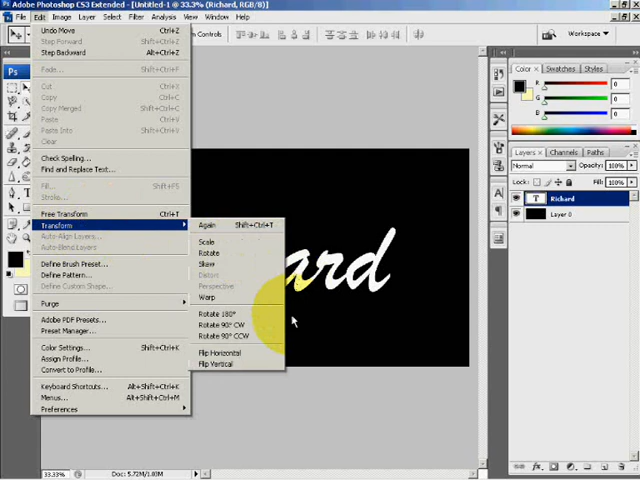 Adobe Photoshop CS3 Extended - [Untitled-1 @ 33.3% (Richard, RGB/8)]
File Edit Image Layer Select Filter Analysis View Window Help
Controls
Workspace
Undo Move Ctrl+Z
Step Forward Shift+Ctrl+Z
Step Backward Alt+Ctrl+Z
Fade... Shift+Ctrl+F
Cut Ctrl+X
Copy Ctrl+C
Copy Merged Shift+Ctrl+C
Paste Ctrl+V
Paste Into Shift+Ctrl+V
Clear
Check Spelling...
Find and Replace Text...
Fill... Shift+F5
Stroke...
Free Transform Ctrl+T
Transform
Auto-Align Layers...
Auto-Blend Layers
Define Brush Preset...
Define Pattern...
Define Custom Shape...
Purge
Adobe PDF Presets...
Preset Manager...
Color Settings... Shift+Ctrl+K
Assign Profile...
Convert to Profile...
Keyboard Shortcuts... Alt+Shift+Ctrl+K
Menus... Alt+Shift+Ctrl+M
Preferences
Again Shift+Ctrl+T
Scale
Rotate
Skew
Distort
Perspective
Warp
Rotate 180°
Rotate 90° CW
Rotate 90° CCW
Flip Horizontal
Flip Vertical
ard
Ps
Color Swatches Styles
R 0
G 0
B 0
Layers Channels Paths
Normal Opacity: 100%
Lock: Fill: 100%
T Richard
Layer 0
33.33% Doc: 5.72M/1.03M